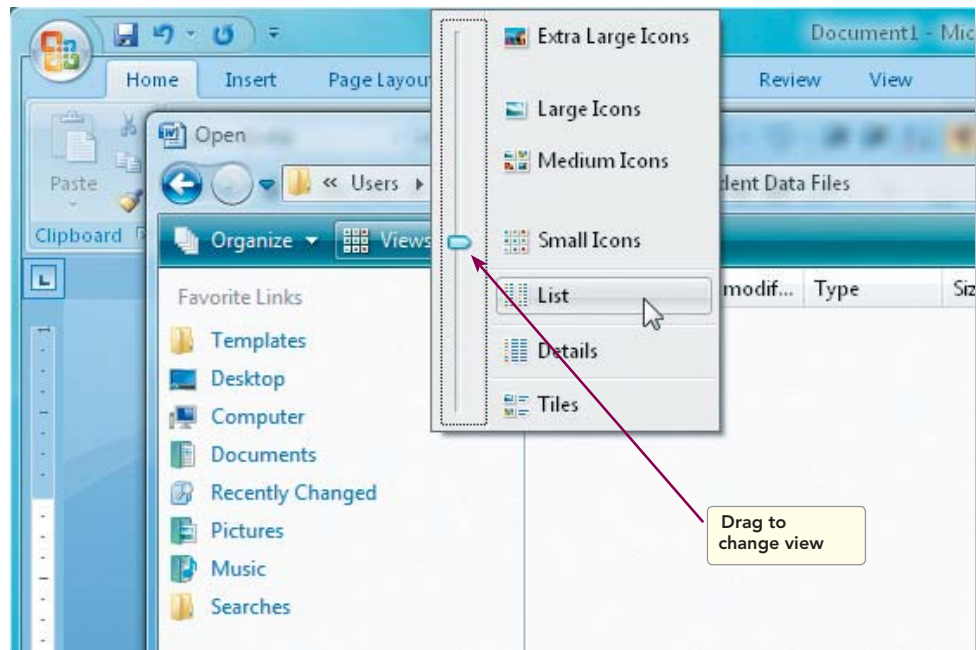 Document1 - Mic
Home Insert Page Layou Review View
Paste
Clipboard
Open
« Users dent Data Files
Organize Views
Extra Large Icons
Large Icons
Medium Icons
Small Icons
List
Details
Tiles
modif... Type Siz
L
Favorite Links
Templates
Desktop
Computer
Documents
Recently Changed
Pictures
Music
Searches
Drag to
change view